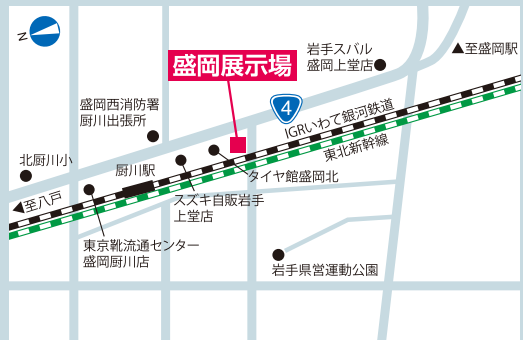 N
岩手スバル
盛岡上堂店
▲至盛岡駅
盛岡展示場
4
盛岡西消防署
厨川出張所
IGRいわて銀河鉄道
東北新幹線
北厨川小
厨川駅
タイヤ館盛岡北
◀至八戸
スズキ自販岩手
上堂店
東京靴流通センター
盛岡厨川店
岩手県営運動公園